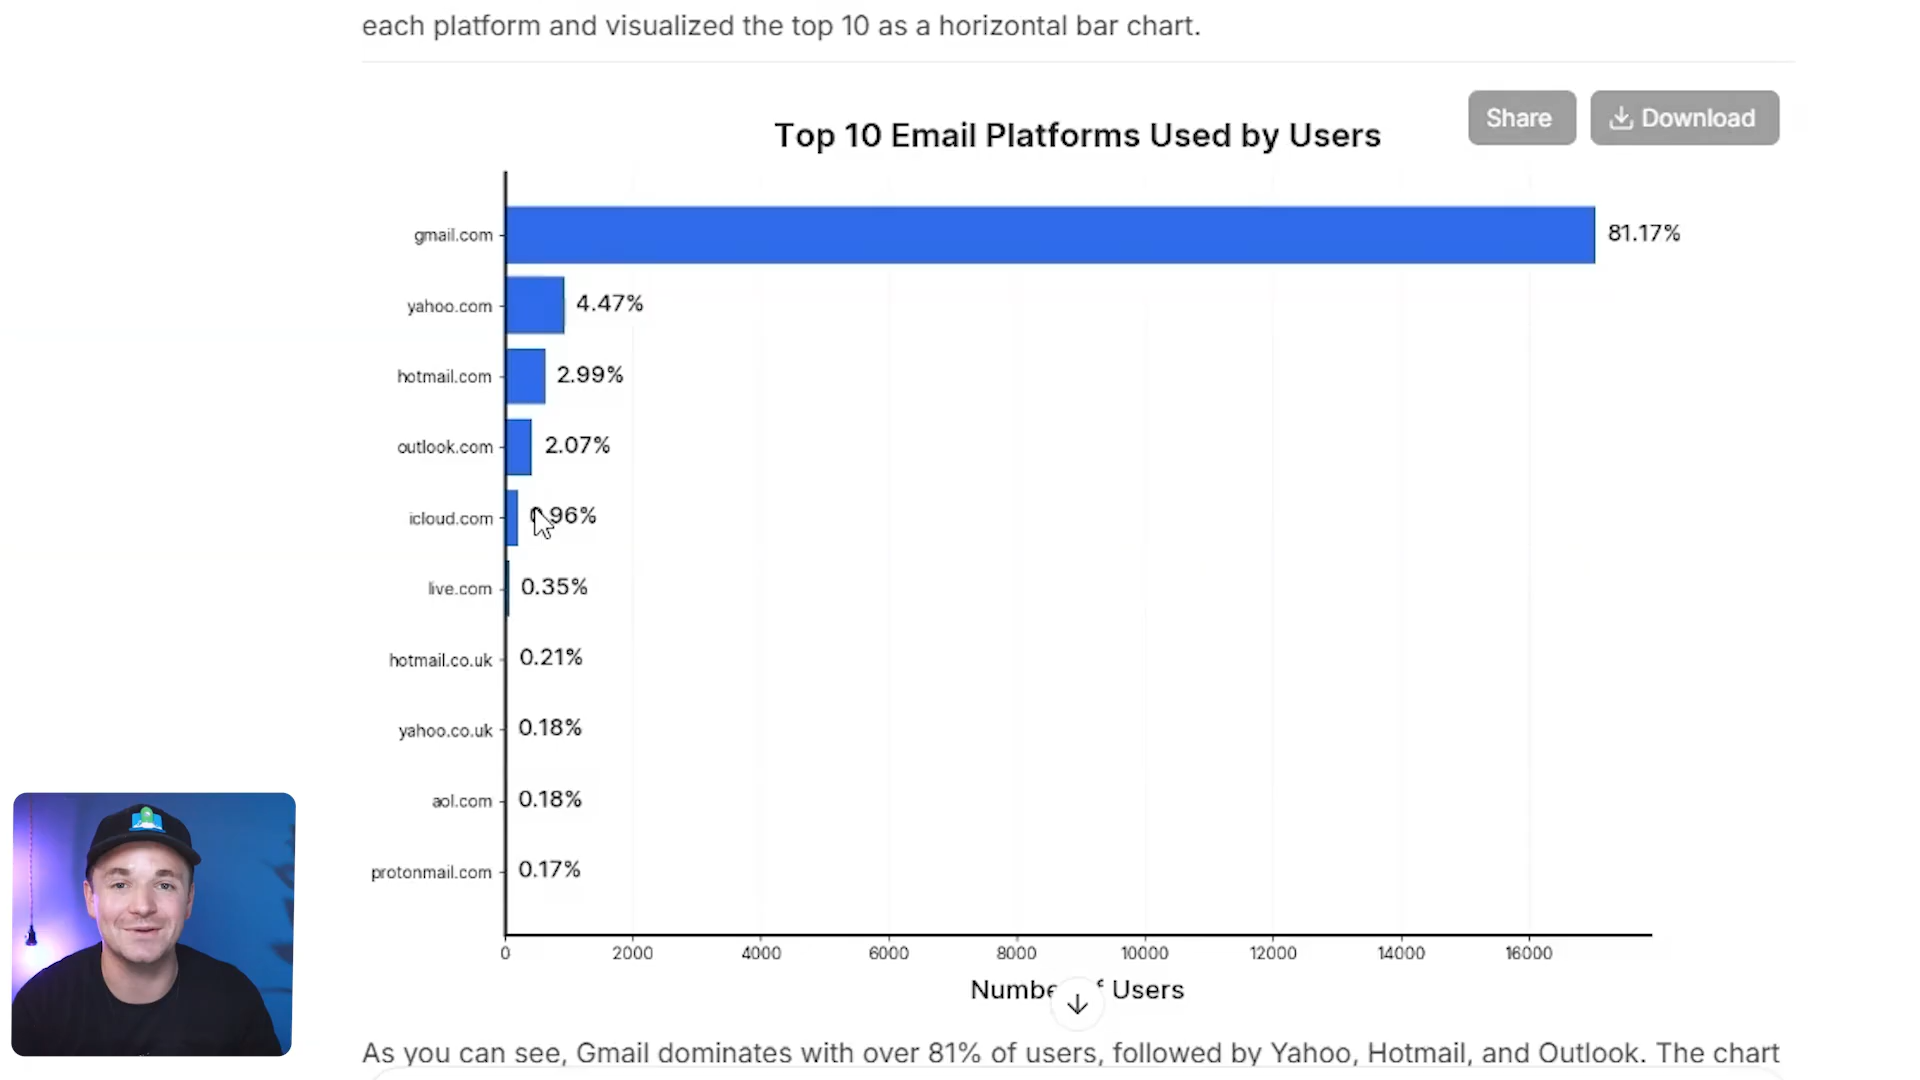 each platform and visualized the top 10 as a horizontal bar chart.
Share
Download
Top 10 Email Platforms Used by Users
gmail.com
81.17%
yahoo.com
4.47%
hotmail.com
2.99%
outlook.com
2.07%
icloud.com
0.96%
live.com
0.35%
hotmail.co.uk
0.21%
yahoo.co.uk
0.18%
aol.com
0.18%
protonmail.com
0.17%
0 2000 4000 6000 8000 10000 12000 14000 16000
Number of Users
As you can see, Gmail dominates with over 81% of users, followed by Yahoo, Hotmail, and Outlook. The chart